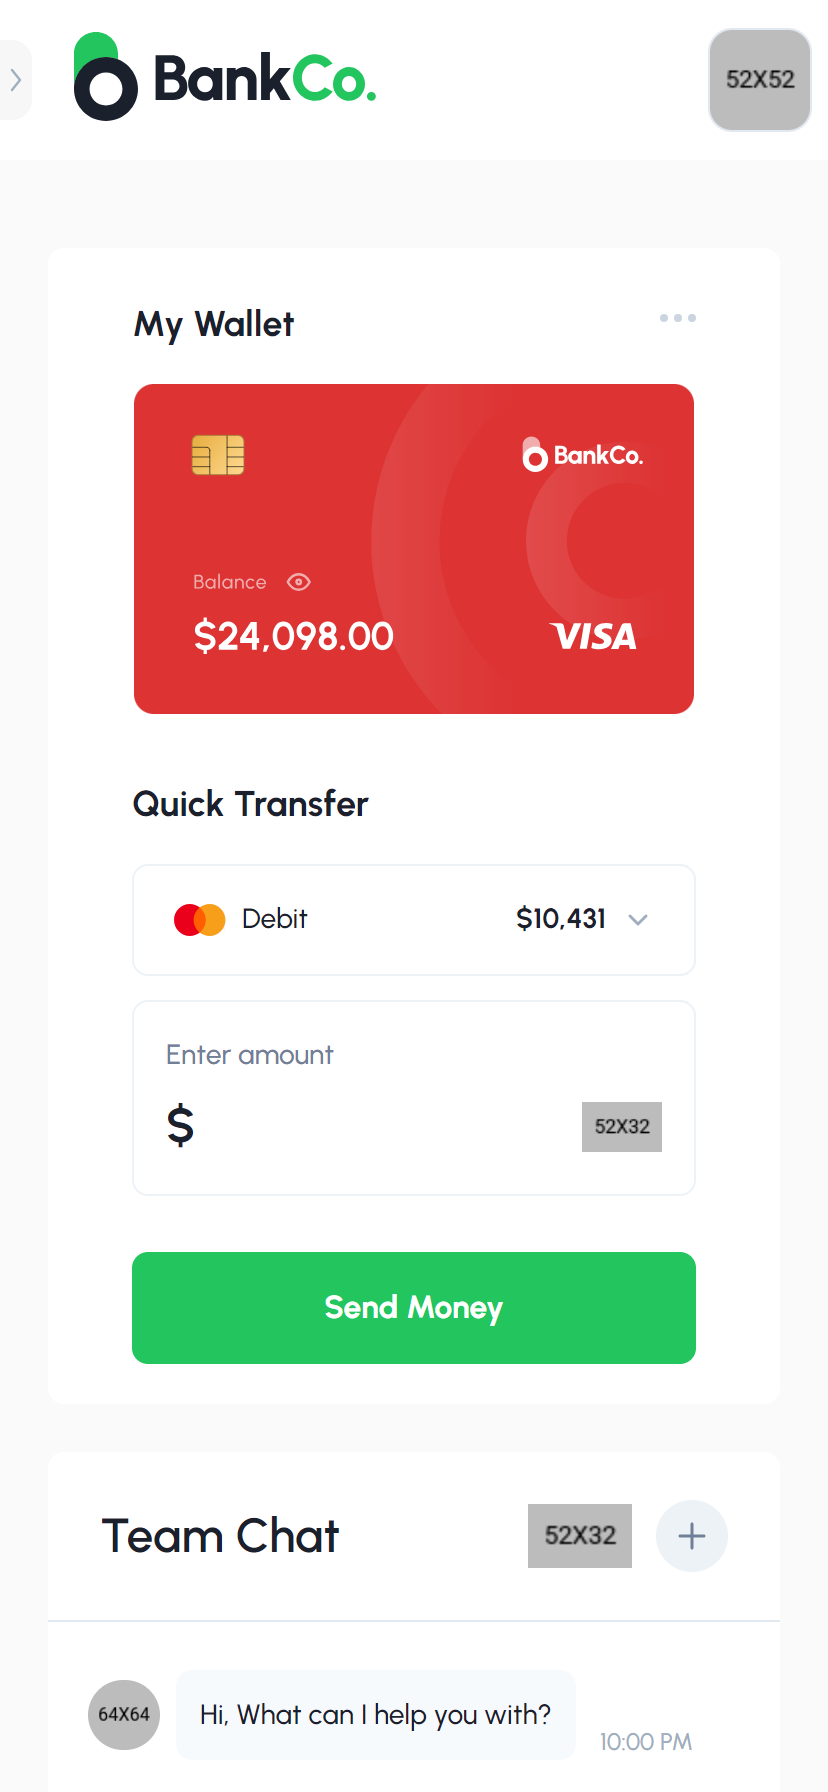 BankCo.
52X52
My Wallet
BankCo.
Balance
$24,098.00
VISA
Quick Transfer
Debit
$10,431
Enter amount
$
52X32
Send Money
Team Chat
52X32
64X64
Hi, What can I help you with?
10:00 PM